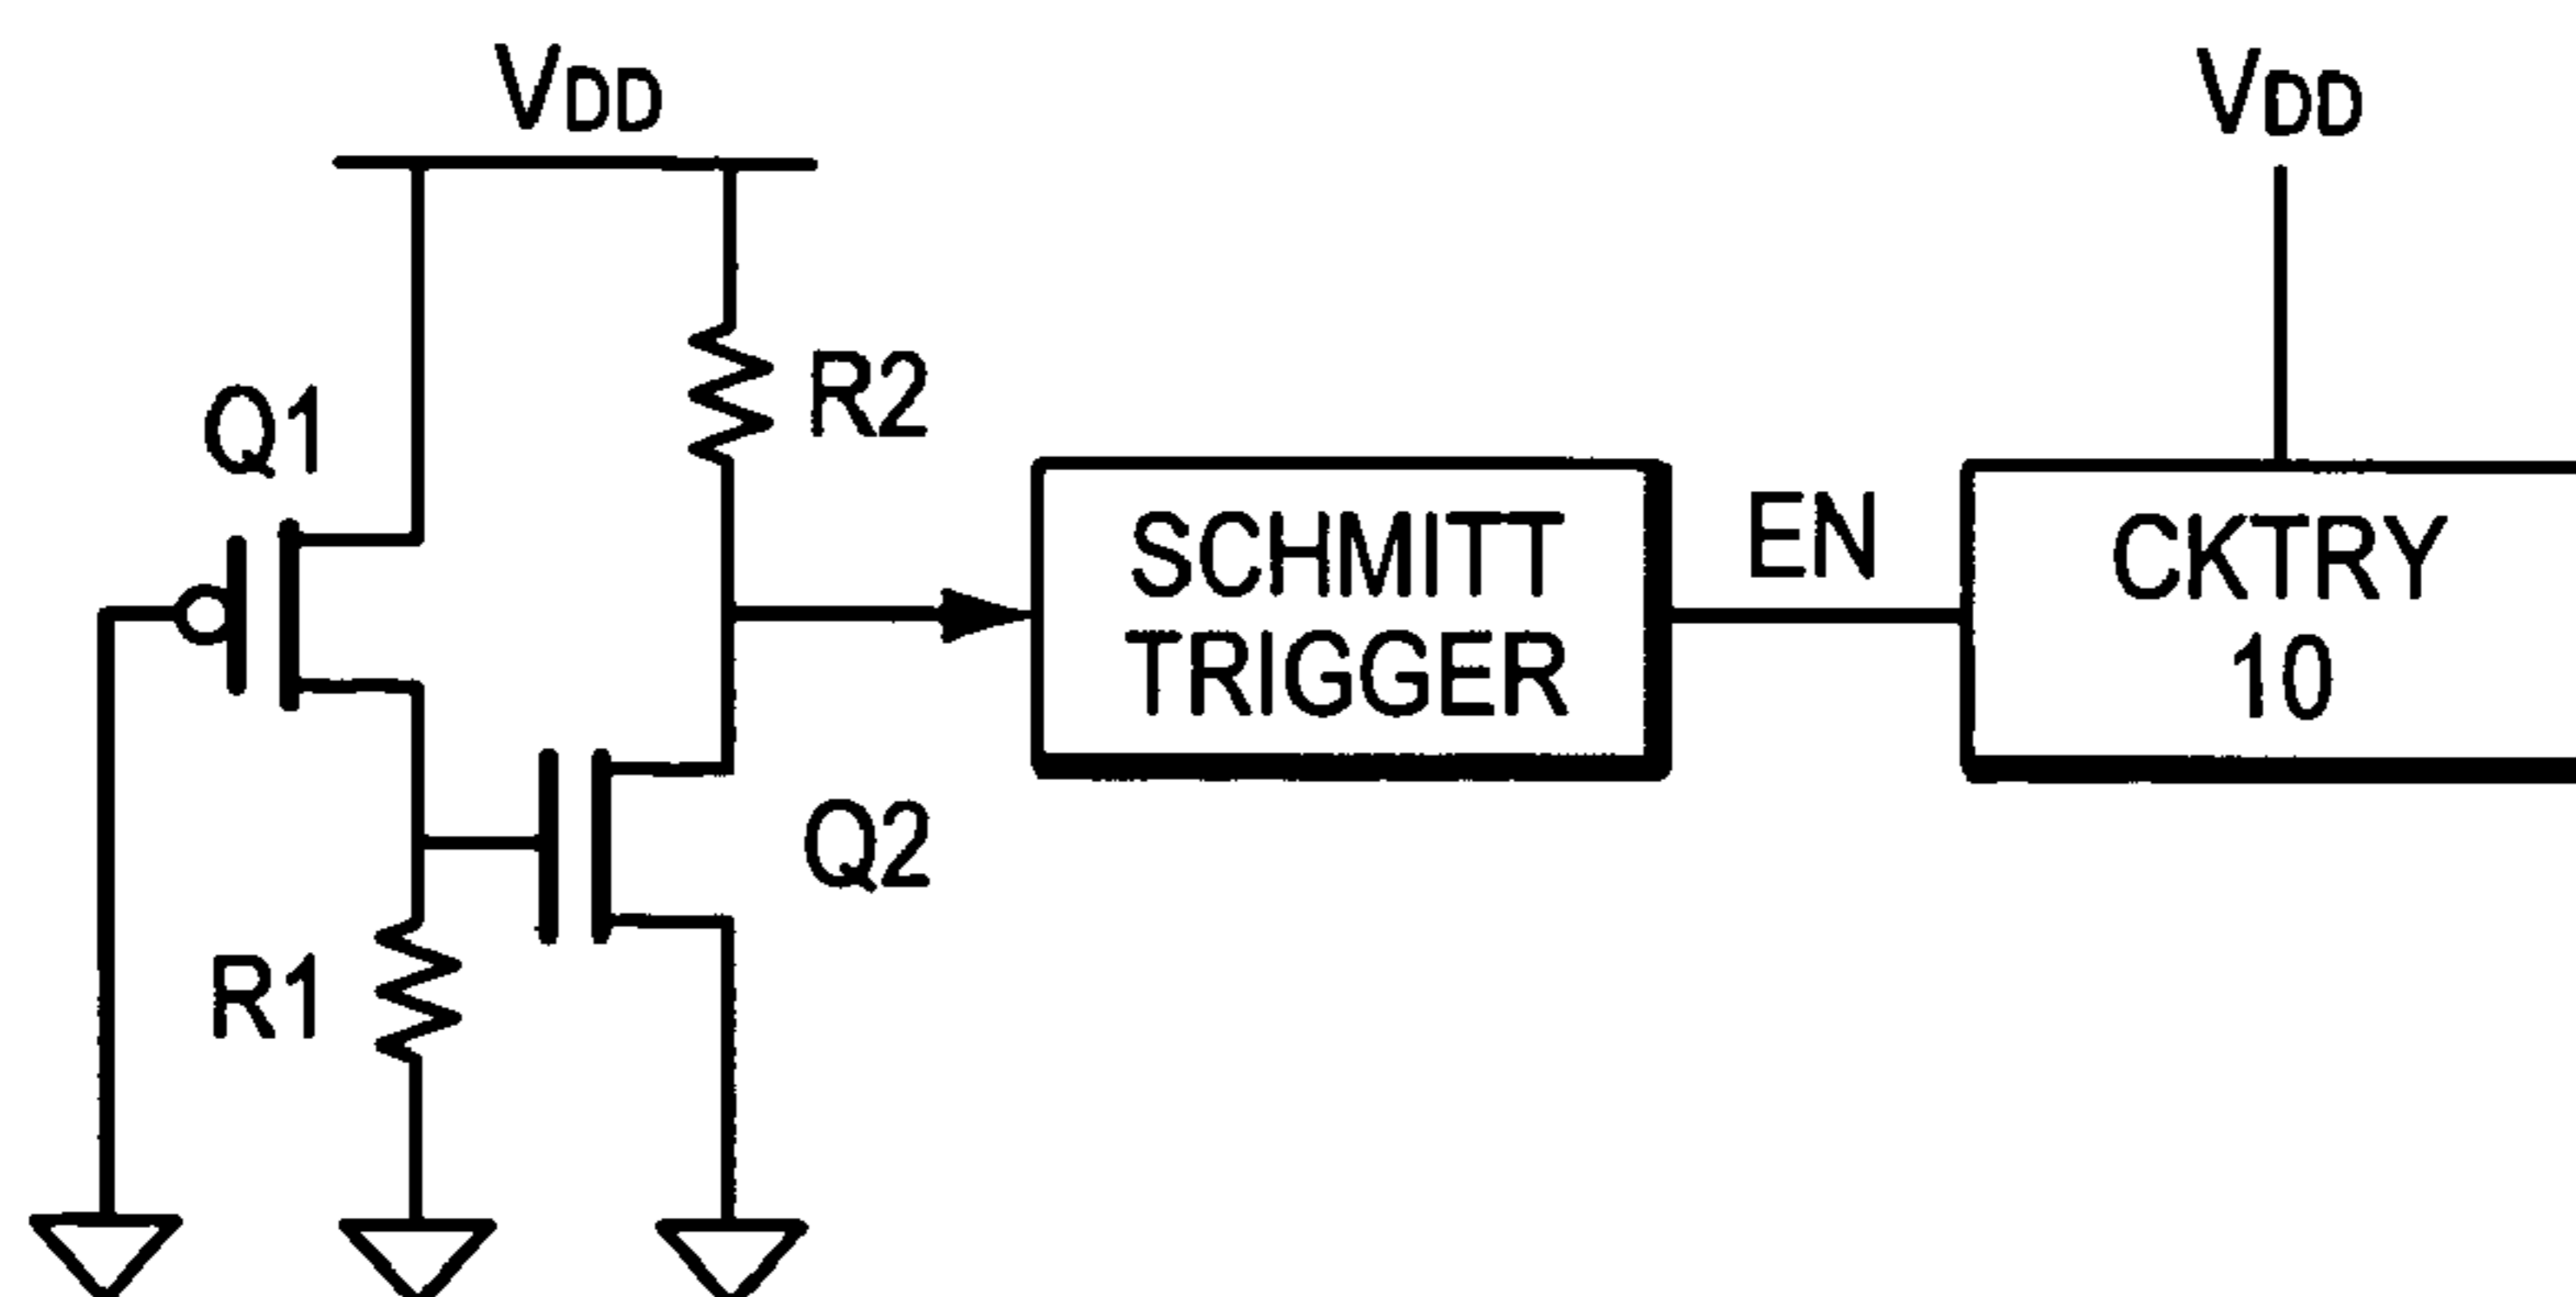 VDD
VDD
Q1
R2
SCHMITT
TRIGGER
EN
CKTRY
10
Q2
R1